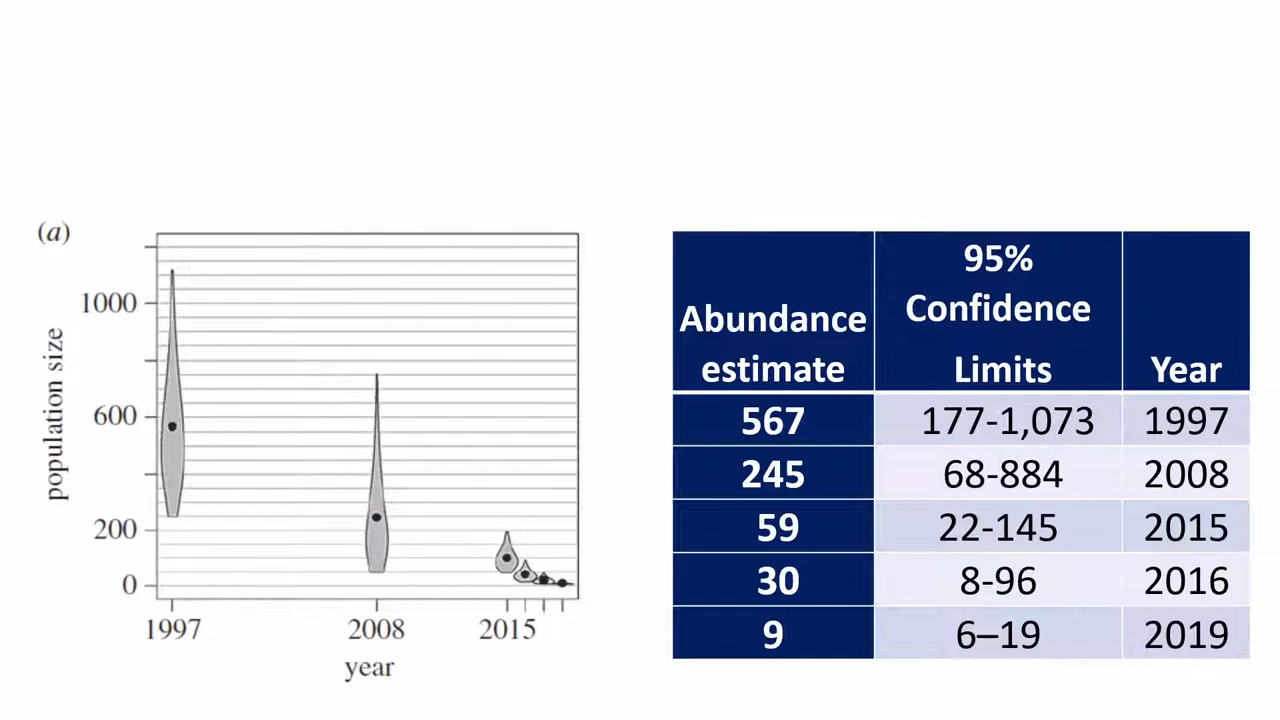 (a)
1000
600
200
0
population size
1997
2008
2015
year
Abundance
estimate
95%
Confidence
Limits
Year
567 177-1,073 1997
245 68-884 2008
59 22-145 2015
30 8-96 2016
9 6–19 2019